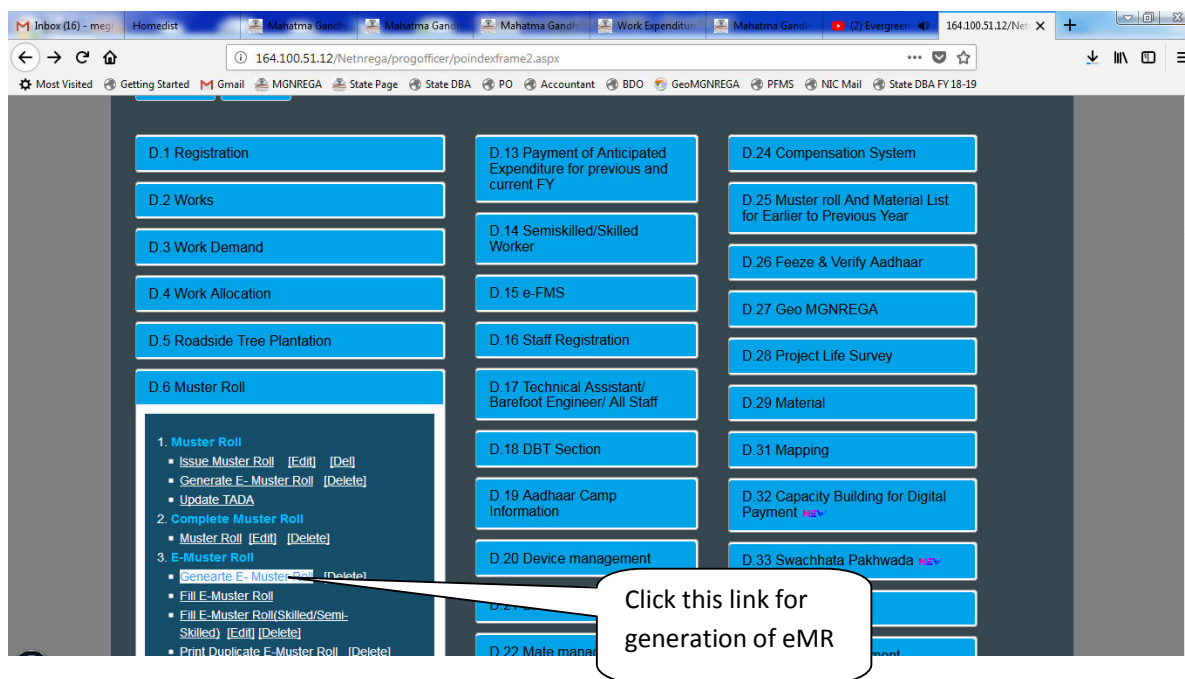 Inbox (16) - megr
Homedist
Mahatma Gandh
Mahatma Gandh
Mahatma Gandh
Work Expenditur
Mahatma Gandh
(2) Evergreen
164.100.51.12/Net
164.100.51.12/Netnrega/progofficer/poindexframe2.aspx
Most Visited Getting Started Gmail MGNREGA State Page State DBA PO Accountant BDO GeoMGNREGA PFMS NIC Mail State DBA FY 18-19
D.1 Registration
D.2 Works
D.3 Work Demand
D.4 Work Allocation
D.5 Roadside Tree Plantation
D.6 Muster Roll
1. Muster Roll
Issue Muster Roll [Edit] [Del]
Generate E- Muster Roll [Delete]
Update TADA
2. Complete Muster Roll
Muster Roll [Edit] [Delete]
3. E-Muster Roll
Genearte E- Muster Roll [Delete]
Fill E-Muster Roll
Fill E-Muster Roll(Skilled/Semi-
Skilled) [Edit] [Delete]
Print Duplicate E-Muster Roll [Delete]
D.13 Payment of Anticipated
Expenditure for previous and
current FY
D.14 Semiskilled/Skilled
Worker
D.15 e-FMS
D.16 Staff Registration
D.17 Technical Assistant/
Barefoot Engineer/ All Staff
D.18 DBT Section
D.19 Aadhaar Camp
Information
D.20 Device management
D.22 Mate mana
D.24 Compensation System
D.25 Muster roll And Material List
for Earlier to Previous Year
D.26 Feeze & Verify Aadhaar
D.27 Geo MGNREGA
D.28 Project Life Survey
D.29 Material
D.31 Mapping
D.32 Capacity Building for Digital
Payment NEW
D.33 Swachhata Pakhwada NEW
Click this link for
generation of eMR